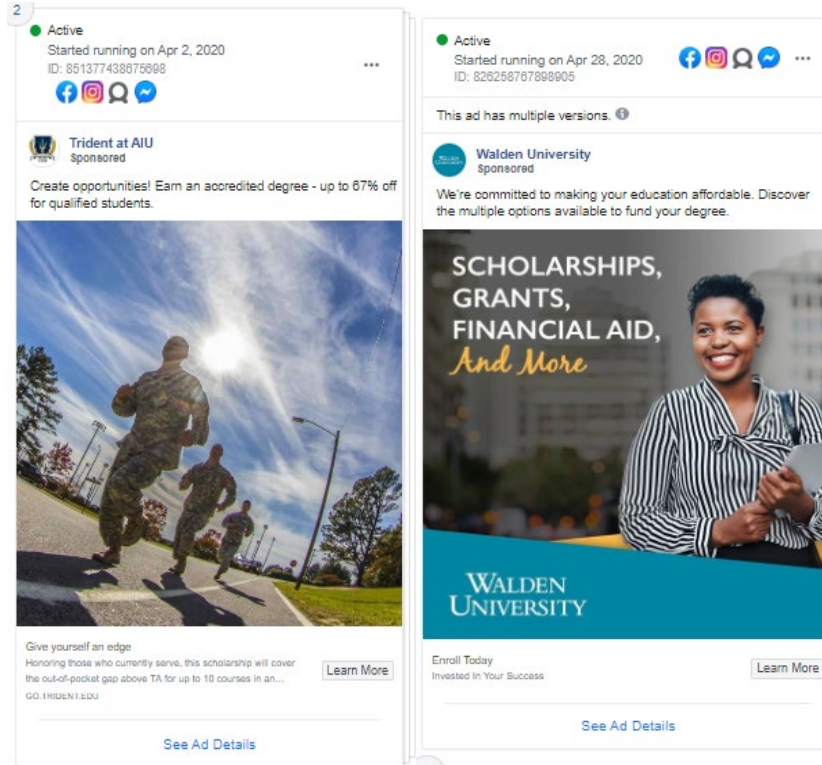 2
Active
Started running on Apr 2, 2020
ID: 851377438675698
Trident at AIU
Sponsored
Create opportunities! Earn an accredited degree - up to 67% off
for qualified students.
Give yourself an edge
Honoring those who currently serve, this scholarship will cover
the out-of-pocket gap above TA for up to 10 courses in an...
Learn More
GO.TRIDENT.EDU
See Ad Details
Active
Started running on Apr 28, 2020
ID: 826258767898905
This ad has multiple versions.
Walden University
Sponsored
We're committed to making your education affordable. Discover
the multiple options available to fund your degree.
SCHOLARSHIPS,
GRANTS,
FINANCIAL AID,
And More
WALDEN
UNIVERSITY
Enroll Today
Invested In Your Success
Learn More
See Ad Details